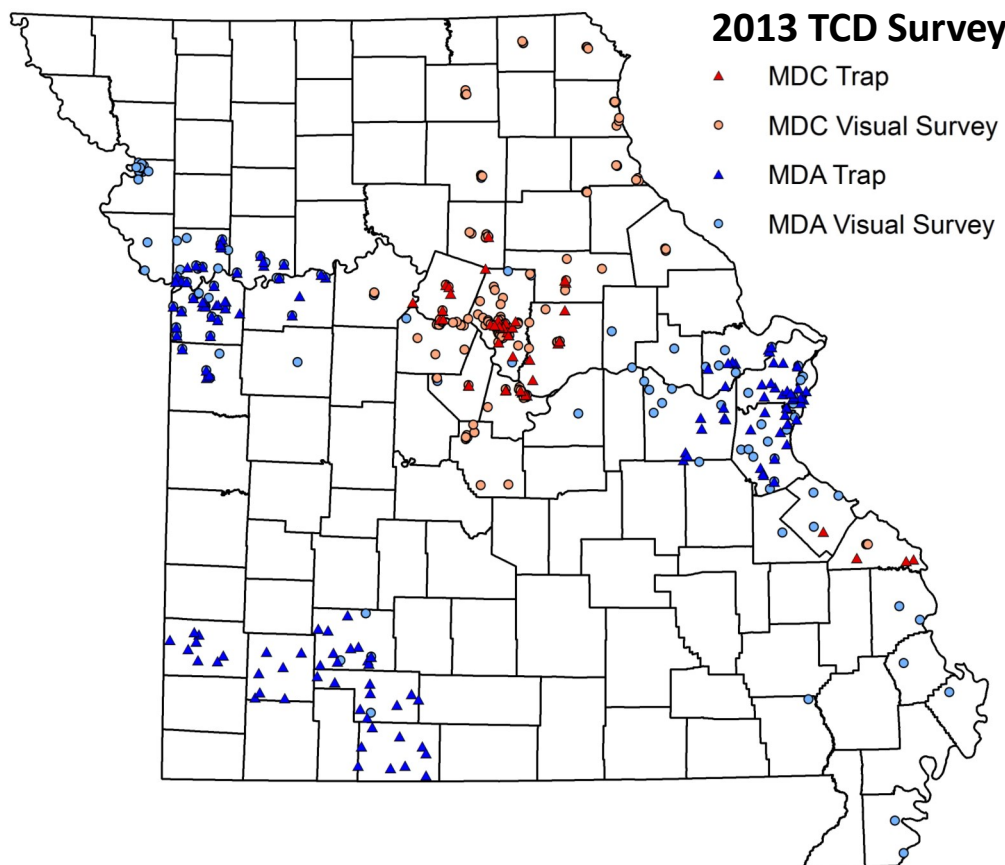 2013 TCD Survey
MDC Trap
MDC Visual Survey
MDA Trap
MDA Visual Survey